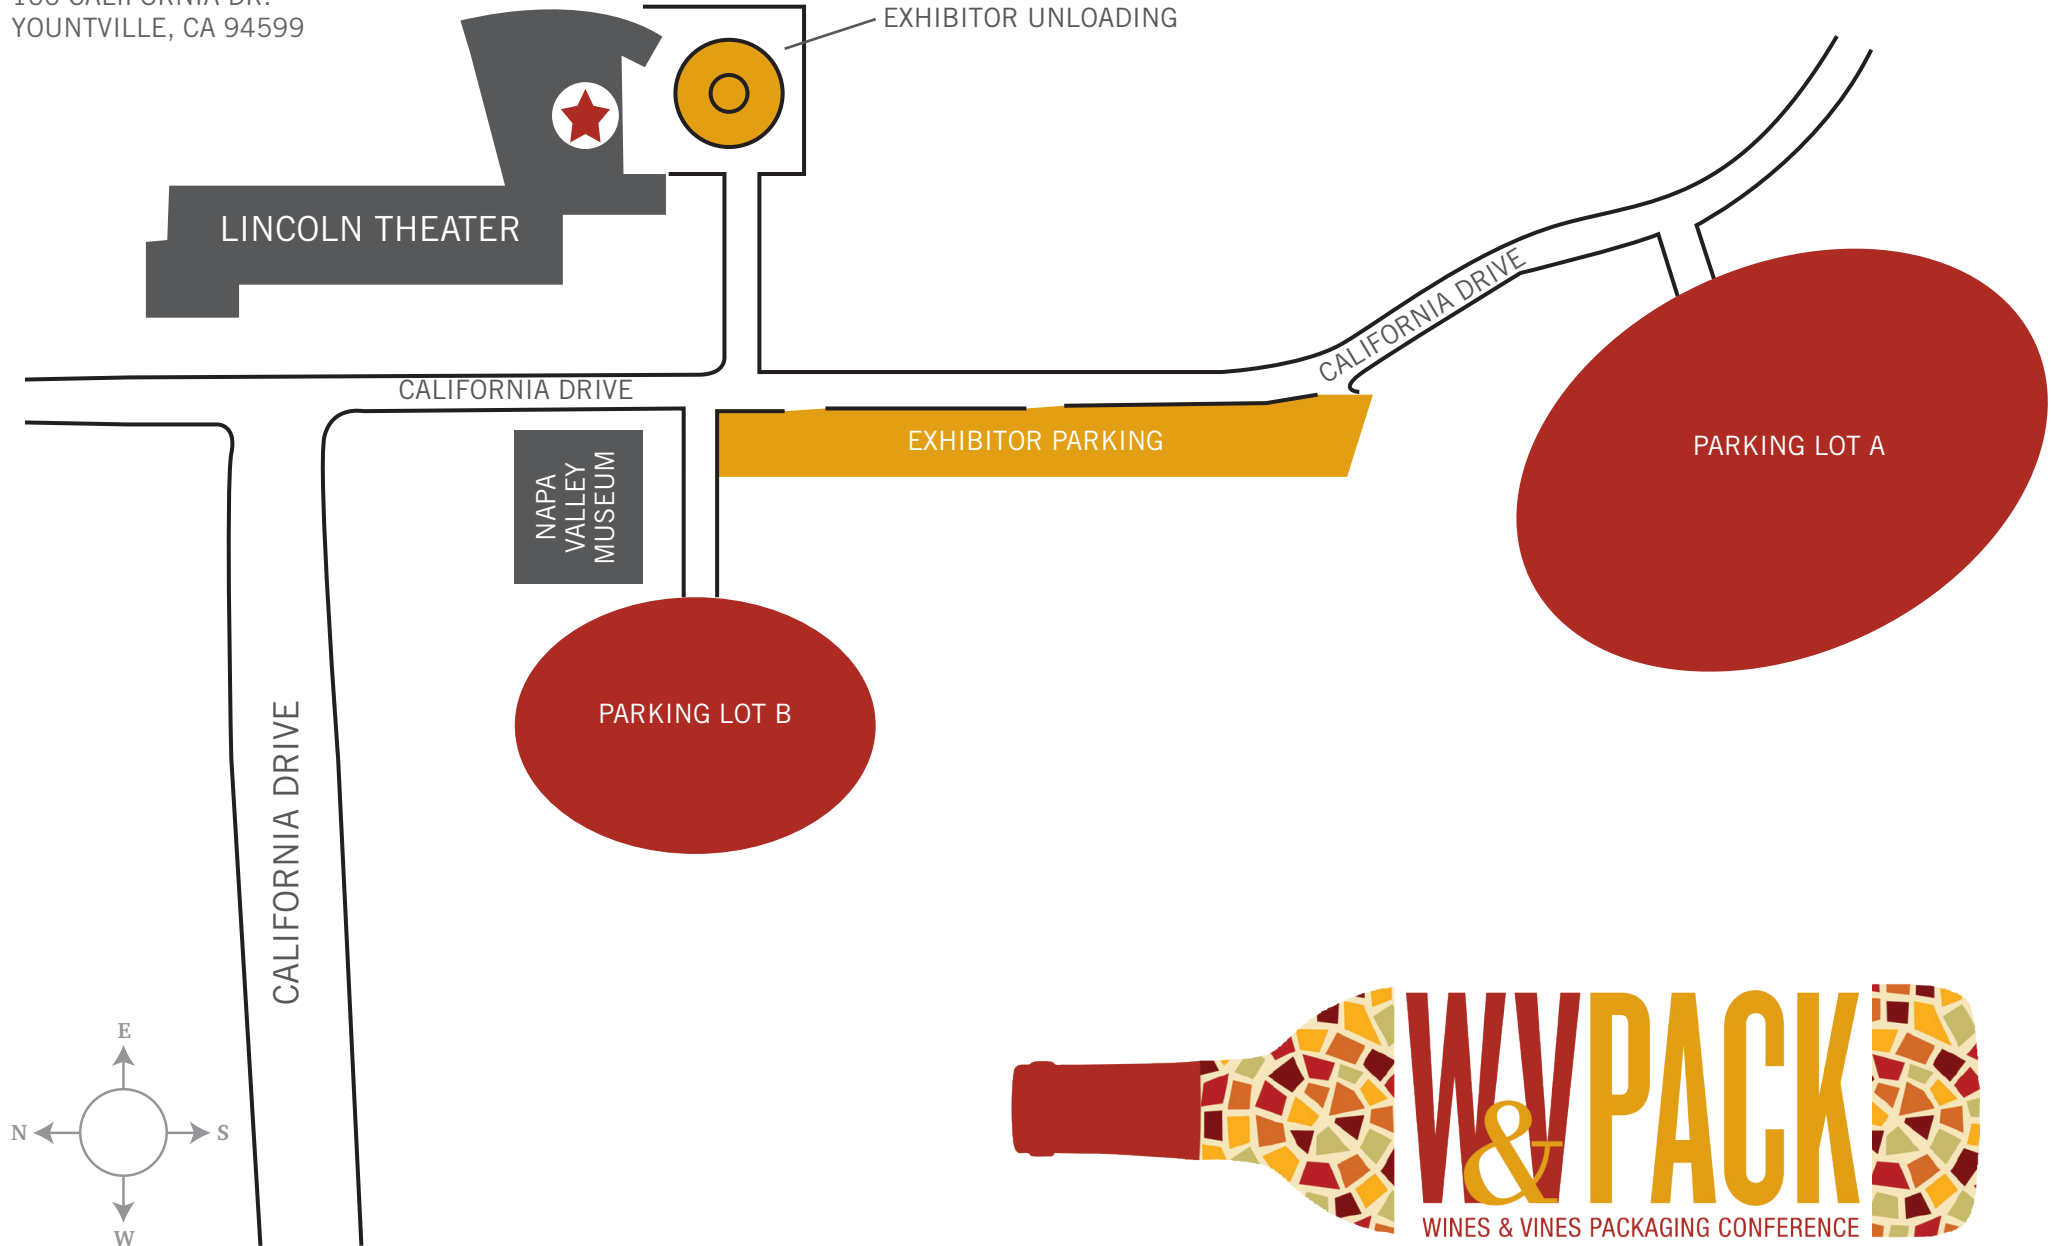 YOUNTVILLE, CA 94599
EXHIBITOR UNLOADING
LINCOLN THEATER
CALIFORNIA DRIVE
CALIFORNIA DRIVE
EXHIBITOR PARKING
PARKING LOT A
NAPA
VALLEY
MUSEUM
PARKING LOT B
CALIFORNIA DRIVE
E
N
S
W
W&V PACK
WINES & VINES PACKAGING CONFERENCE